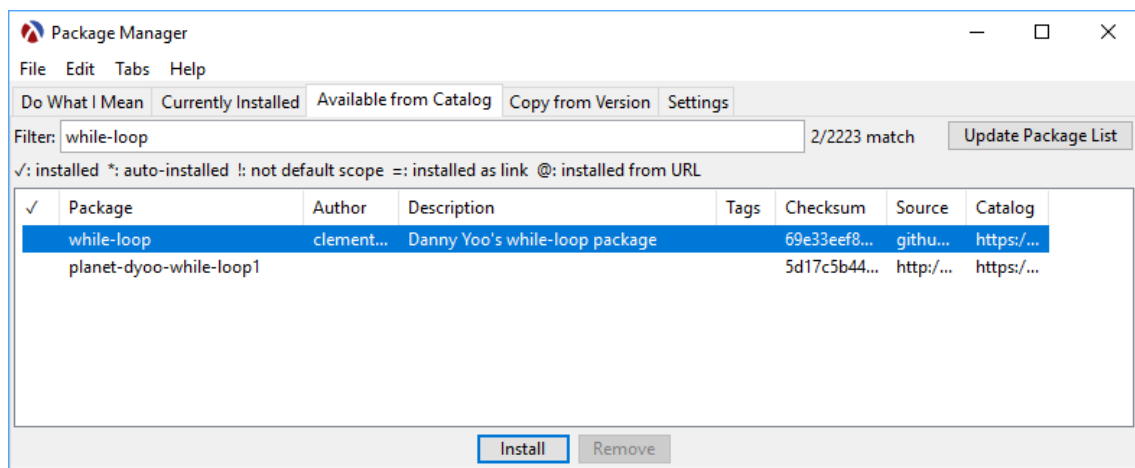 Package Manager
File Edit Tabs Help
Do What I Mean Currently Installed Available from Catalog Copy from Version Settings
Filter: while-loop 2/2223 match Update Package List
✓: installed *: auto-installed !: not default scope =: installed as link @: installed from URL
✓ Package Author Description Tags Checksum Source Catalog
while-loop clement... Danny Yoo's while-loop package 69e33eef8... githu... https:/...
planet-dyoo-while-loop1 5d17c5b44... http:/... https:/...
Install Remove